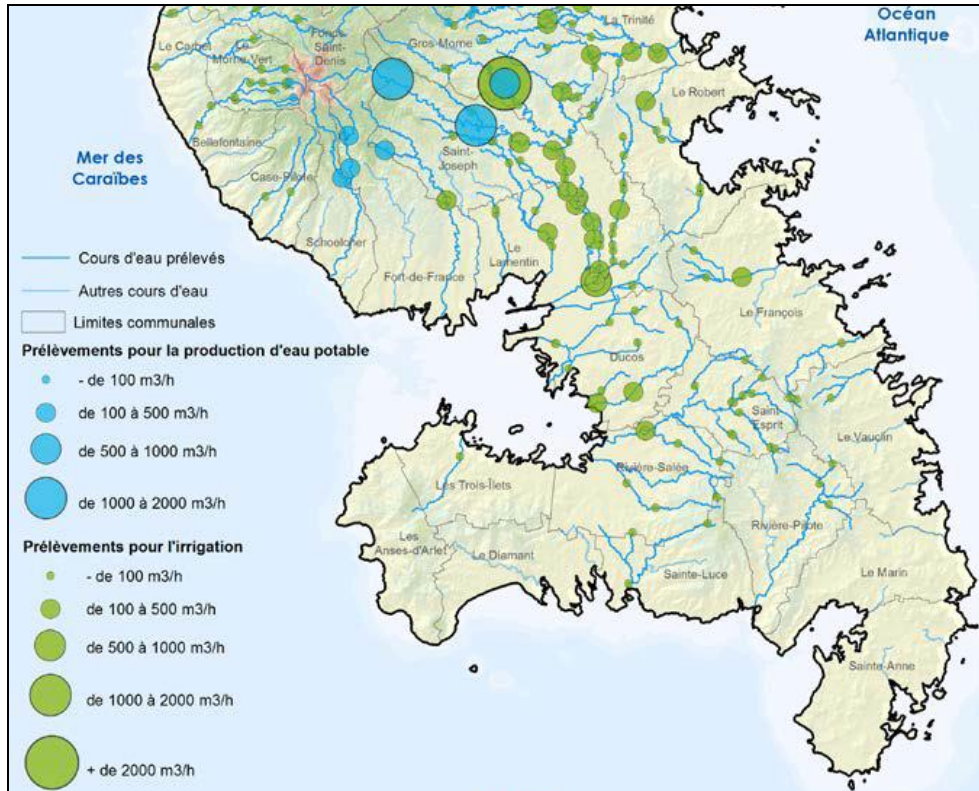 Océan
Atlantique
La Trinité
Gros-Morne
Fonds-
Saint-
Denis
Le Carbet
Le
Morne-Vert
Le Robert
Bellefontaine
Saint-
Joseph
Mer des
Caraïbes
Case-Pilote
Schoelcher
Fort-de-France
Le
Lamentin
Le François
Ducos
Saint-
Esprit
Le Vauclin
Rivière-Salée
Les Trois-Îlets
Rivière-Pilote
Les
Anses-d'Arlet
Le Diamant
Sainte-Luce
Le Marin
Sainte-Anne
Cours d'eau prélevés
Autres cours d'eau
Limites communales
Prélèvements pour la production d'eau potable
- de 100 m3/h
de 100 à 500 m3/h
de 500 à 1000 m3/h
de 1000 à 2000 m3/h
Prélèvements pour l'irrigation
- de 100 m3/h
de 100 à 500 m3/h
de 500 à 1000 m3/h
de 1000 à 2000 m3/h
+ de 2000 m3/h